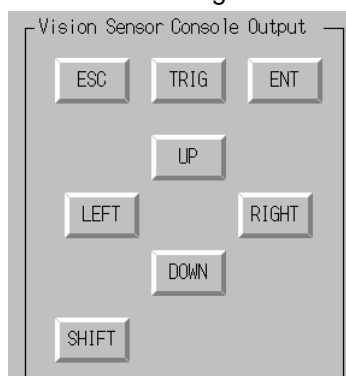 Vision Sensor Console Output
ESC TRIG ENT
UP
LEFT RIGHT
DOWN
SHIFT